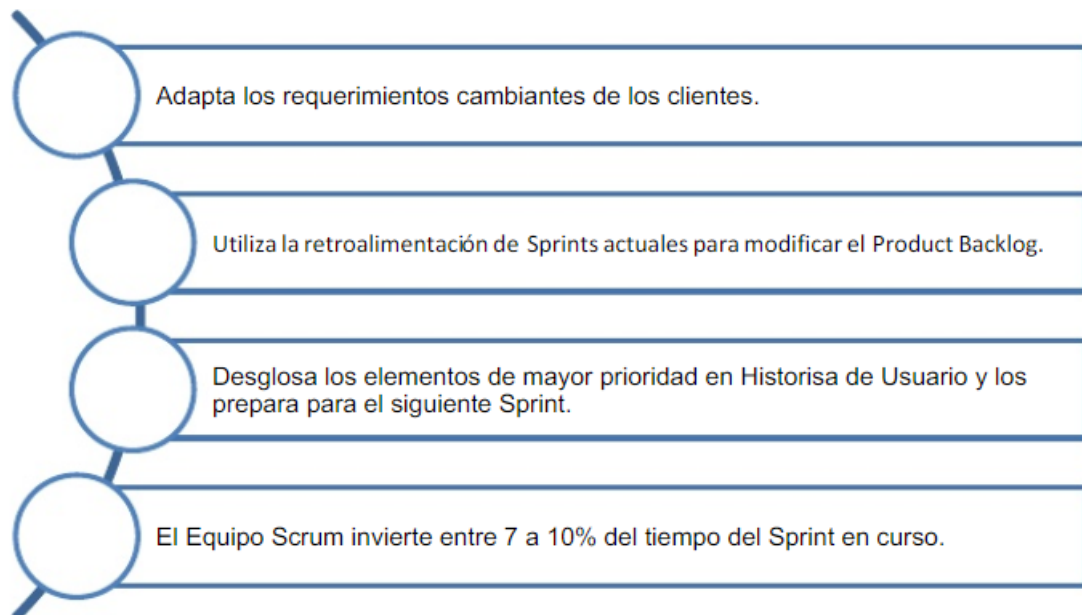 Adapta los requerimientos cambiantes de los clientes.
Utiliza la retroalimentación de Sprints actuales para modificar el Product Backlog.
Desglosa los elementos de mayor prioridad en Historisa de Usuario y los
prepara para el siguiente Sprint.
El Equipo Scrum invierte entre 7 a 10% del tiempo del Sprint en curso.